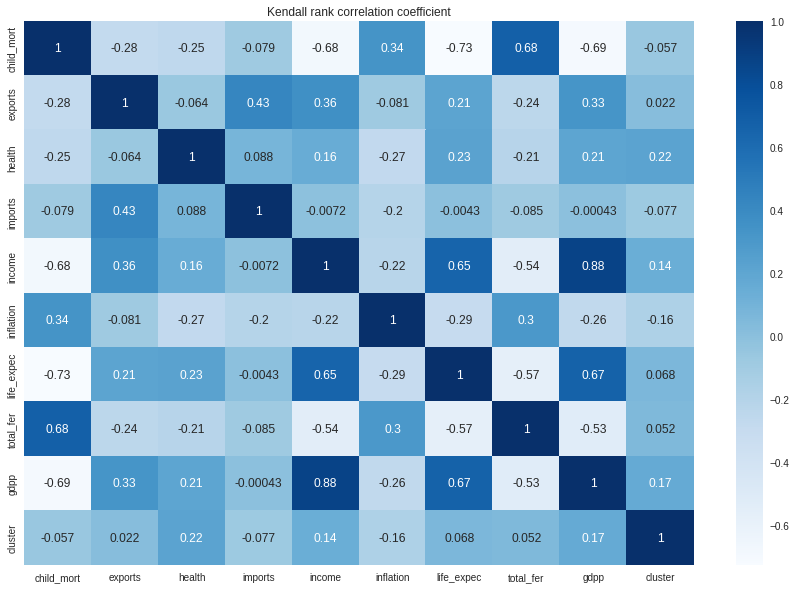 Kendall rank correlation coefficient
child_mort 1 -0.28 -0.25 -0.079 -0.68 0.34 -0.73 0.68 -0.69 -0.057
exports -0.28 1 -0.064 0.43 0.36 -0.081 0.21 -0.24 0.33 0.022
health -0.25 -0.064 1 0.088 0.16 -0.27 0.23 -0.21 0.21 0.22
imports -0.079 0.43 0.088 1 -0.0072 -0.2 -0.0043 -0.085 -0.00043 -0.077
income -0.68 0.36 0.16 -0.0072 1 -0.22 0.65 -0.54 0.88 0.14
inflation 0.34 -0.081 -0.27 -0.2 -0.22 1 -0.29 0.3 -0.26 -0.16
life_expec -0.73 0.21 0.23 -0.0043 0.65 -0.29 1 -0.57 0.67 0.068
total_fer 0.68 -0.24 -0.21 -0.085 -0.54 0.3 -0.57 1 -0.53 0.052
gdpp -0.69 0.33 0.21 -0.00043 0.88 -0.26 0.67 -0.53 1 0.17
cluster -0.057 0.022 0.22 -0.077 0.14 -0.16 0.068 0.052 0.17 1
child_mort exports health imports income inflation life_expec total_fer gdpp cluster
1.0
0.8
0.6
0.4
0.2
0.0
−0.2
−0.4
−0.6